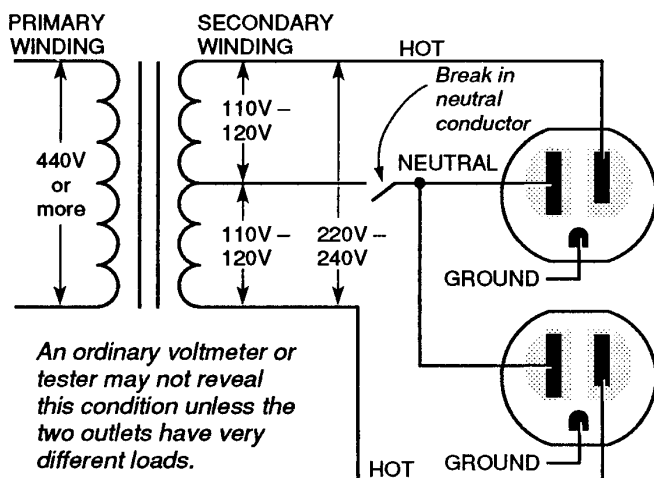 PRIMARY
WINDING
SECONDARY
WINDING
HOT
Break in
neutral
conductor
110V –
120V
440V
or
more
NEUTRAL
110V –
120V
220V –
240V
GROUND
An ordinary voltmeter or
tester may not reveal
this condition unless the
two outlets have very
different loads.
GROUND
HOT